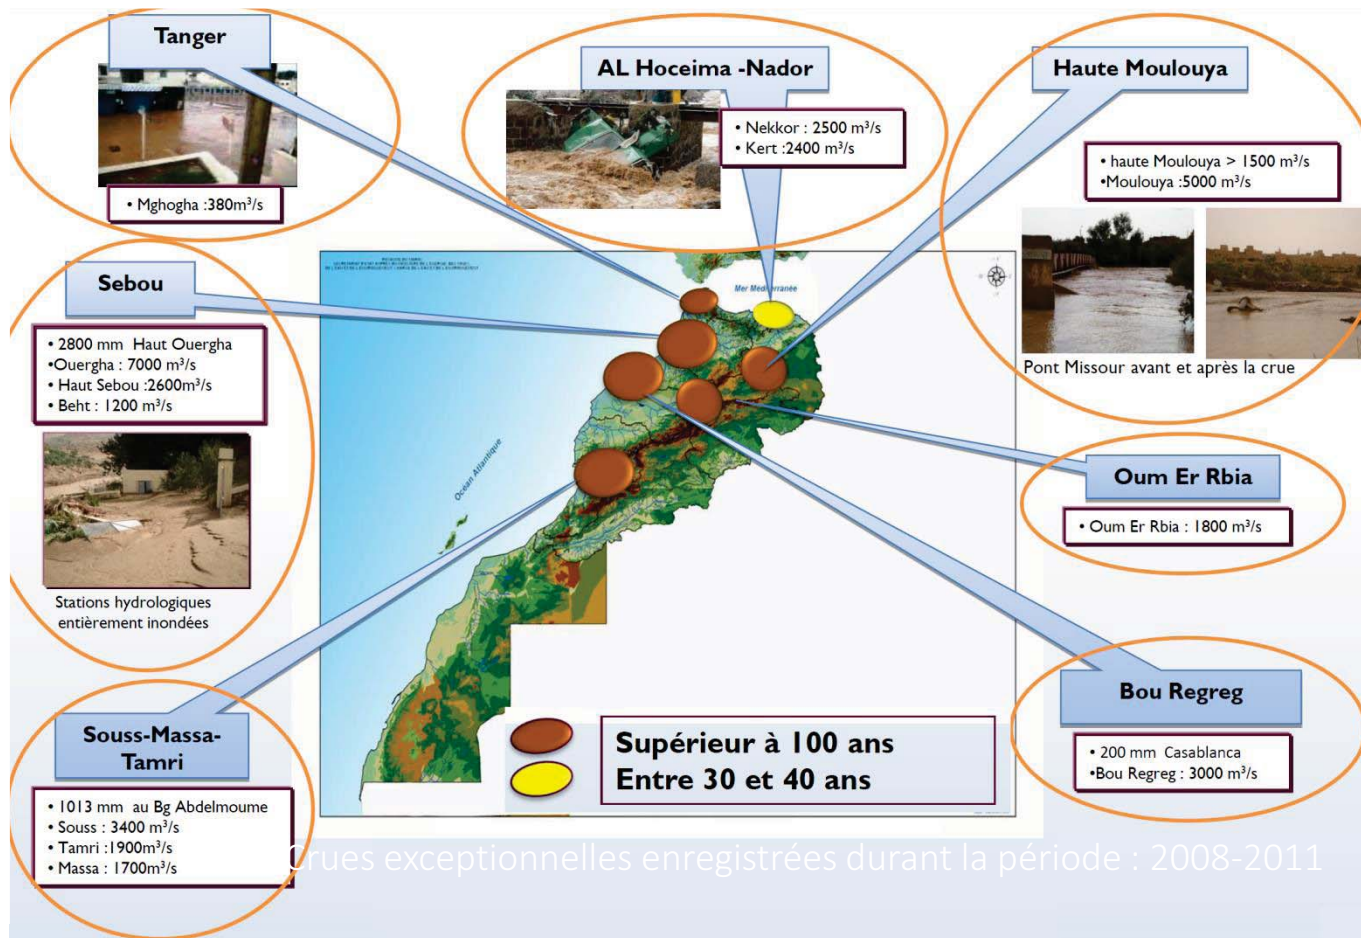 Tanger
• Mghogha :380m³/s
AL Hoceima -Nador
• Nekkor : 2500 m³/s
• Kert :2400 m³/s
Haute Moulouya
• haute Moulouya > 1500 m³/s
•Moulouya :5000 m³/s
Pont Missour avant et après la crue
Sebou
• 2800 mm Haut Ouergha
•Ouergha : 7000 m³/s
• Haut Sebou :2600m³/s
• Beht : 1200 m³/s
Stations hydrologiques
entièrement inondées
Mer Méditerranée
Océan Atlantique
Oum Er Rbia
• Oum Er Rbia : 1800 m³/s
Bou Regreg
• 200 mm Casablanca
•Bou Regreg : 3000 m³/s
Souss-Massa-
Tamri
• 1013 mm au Bg Abdelmoume
• Souss : 3400 m³/s
• Tamri :1900m³/s
• Massa : 1700m³/s
Supérieur à 100 ans
Entre 30 et 40 ans
Crues exceptionnelles enregistrées durant la période : 2008-2011